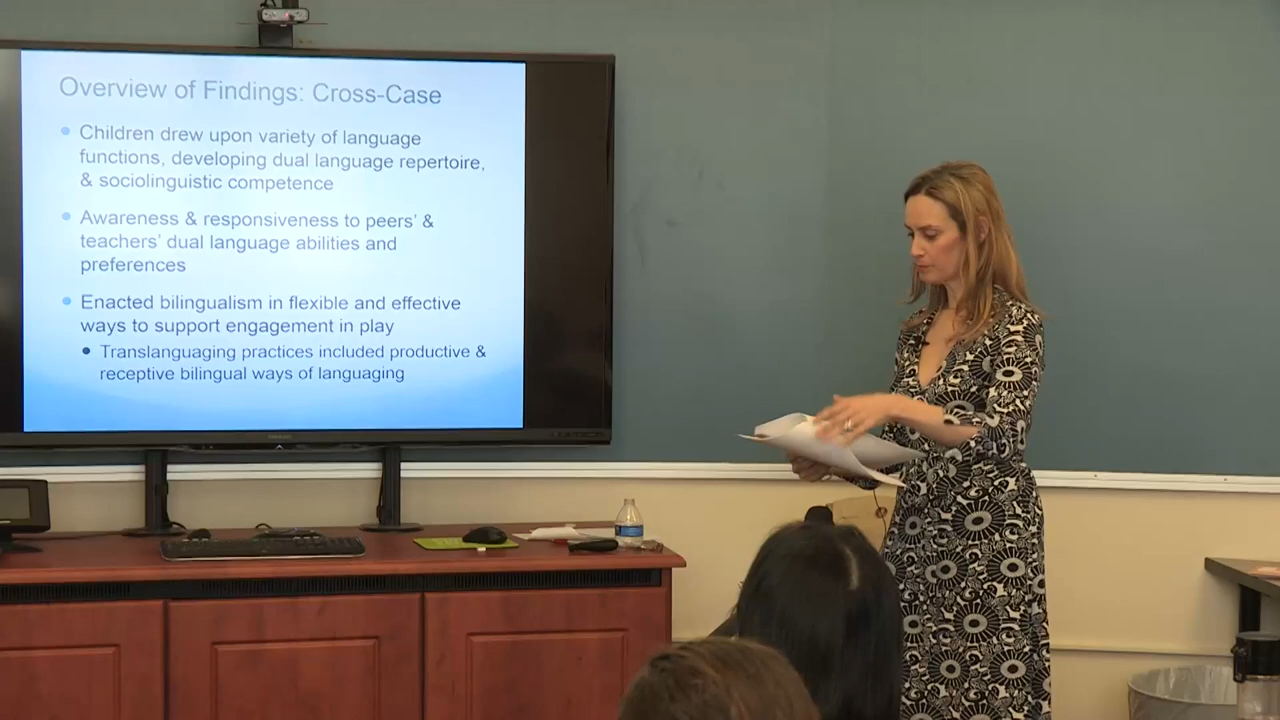 Overview of Findings: Cross-Case
Children drew upon variety of language
functions, developing dual language repertoire,
& sociolinguistic competence
Awareness & responsiveness to peers' &
teachers' dual language abilities and
preferences
Enacted bilingualism in flexible and effective
ways to support engagement in play
Translanguaging practices included productive &
receptive bilingual ways of languaging